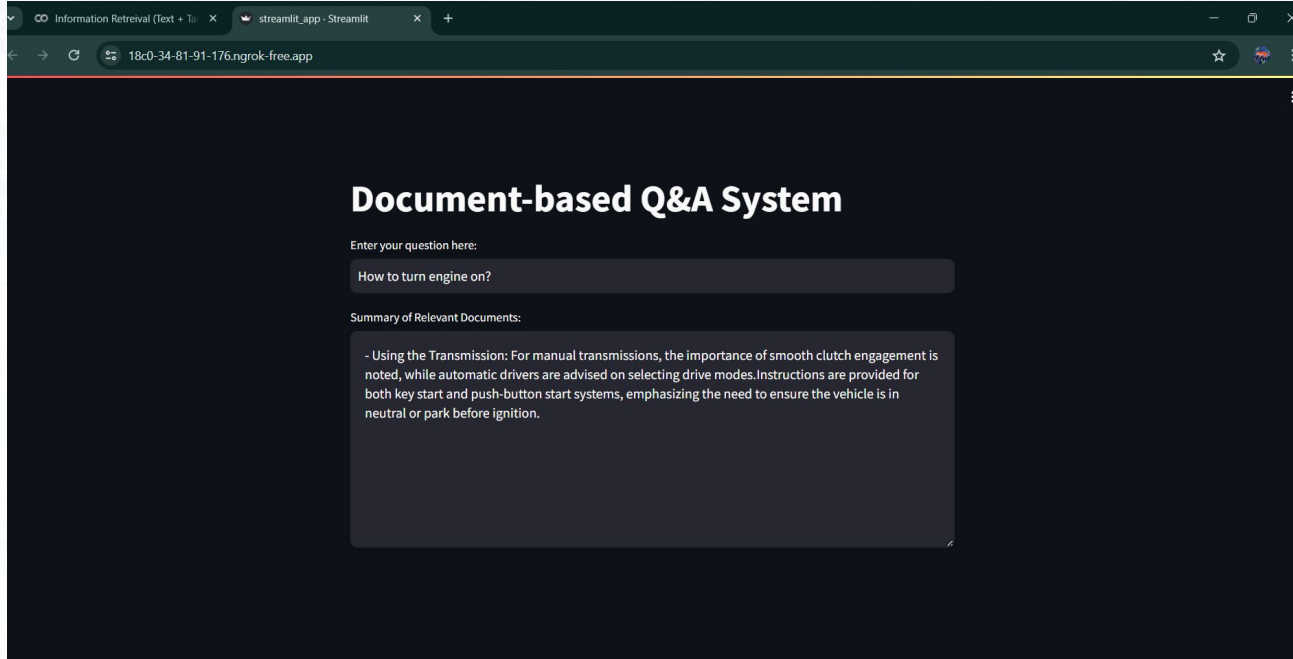 Information Retreival (Text + Ta
streamlit_app · Streamlit
18c0-34-81-91-176.ngrok-free.app
Document-based Q&A System
Enter your question here:
How to turn engine on?
Summary of Relevant Documents:
- Using the Transmission: For manual transmissions, the importance of smooth clutch engagement is
noted, while automatic drivers are advised on selecting drive modes.Instructions are provided for
both key start and push-button start systems, emphasizing the need to ensure the vehicle is in
neutral or park before ignition.